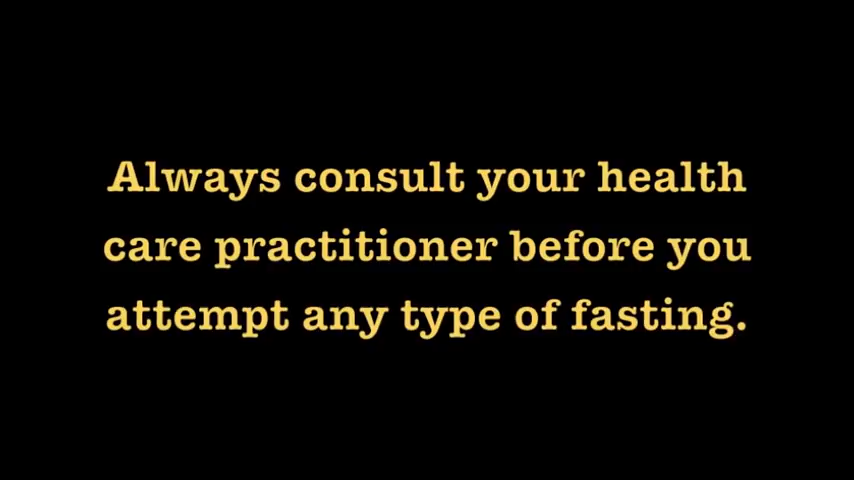 Always consult your health
care practitioner before you
attempt any type of fasting.